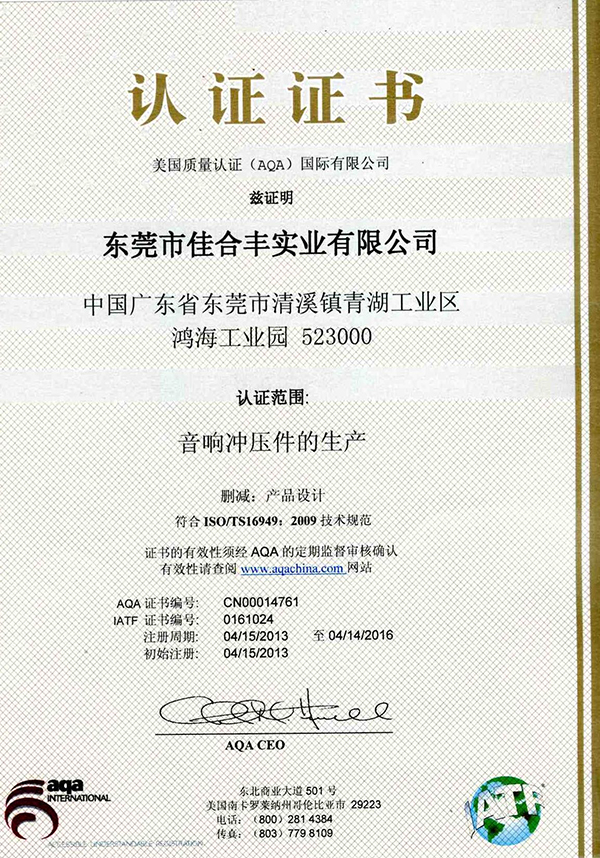 认证证书
美国质量认证（AQA）国际有限公司
兹证明
东莞市佳合丰实业有限公司
中国广东省东莞市清溪镇青湖工业区
鸿海工业园 523000
认证范围:
音响冲压件的生产
删减：产品设计
符合 ISO/TS16949：2009 技术规范
证书的有效性须经 AQA 的定期监督审核确认
有效性请查阅 www.aqachina.com 网站
AQA 证书编号: CN00014761
IATF 证书编号: 0161024
注册周期: 04/15/2013 至 04/14/2016
初始注册: 04/15/2013
AQA CEO
东北商业大道 501 号
美国南卡罗莱纳州哥伦比亚市 29223
电话：（800）281 4384
传真：（803）779 8109
aqa
INTERNATIONAL
ACCESSIBLE UNDERSTANDABLE REGISTRATION
IATF